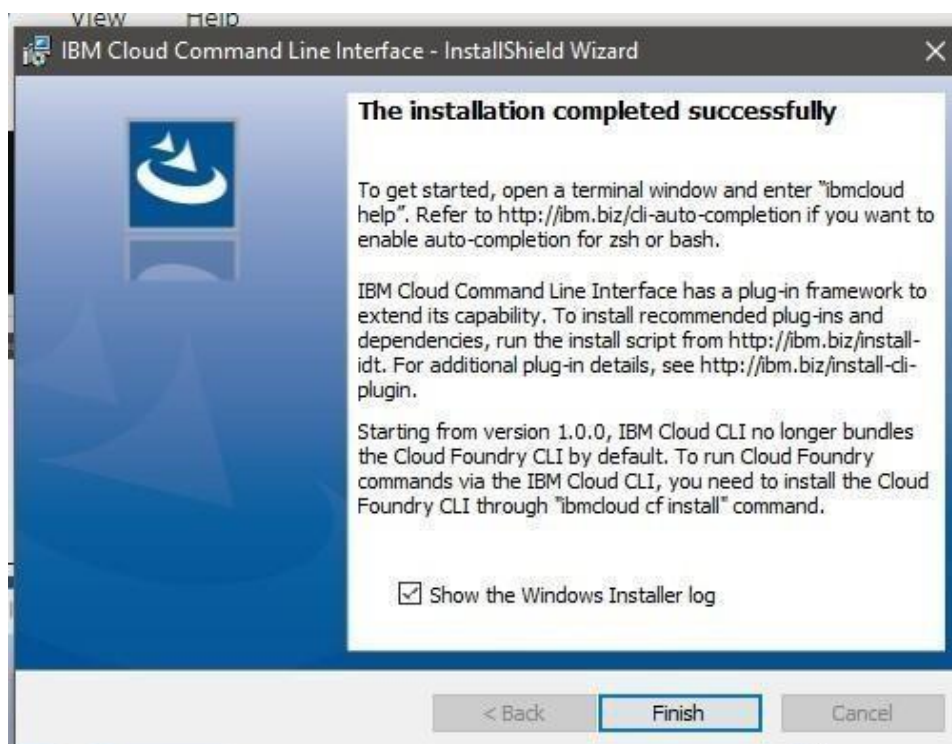 View Help
IBM Cloud Command Line Interface - InstallShield Wizard
The installation completed successfully
To get started, open a terminal window and enter "ibmcloud
help". Refer to http://ibm.biz/cli-auto-completion if you want to
enable auto-completion for zsh or bash.
IBM Cloud Command Line Interface has a plug-in framework to
extend its capability. To install recommended plug-ins and
dependencies, run the install script from http://ibm.biz/install-
idt. For additional plug-in details, see http://ibm.biz/install-cli-
plugin.
Starting from version 1.0.0, IBM Cloud CLI no longer bundles
the Cloud Foundry CLI by default. To run Cloud Foundry
commands via the IBM Cloud CLI, you need to install the Cloud
Foundry CLI through "ibmcloud cf install" command.
Show the Windows Installer log
< Back Finish Cancel